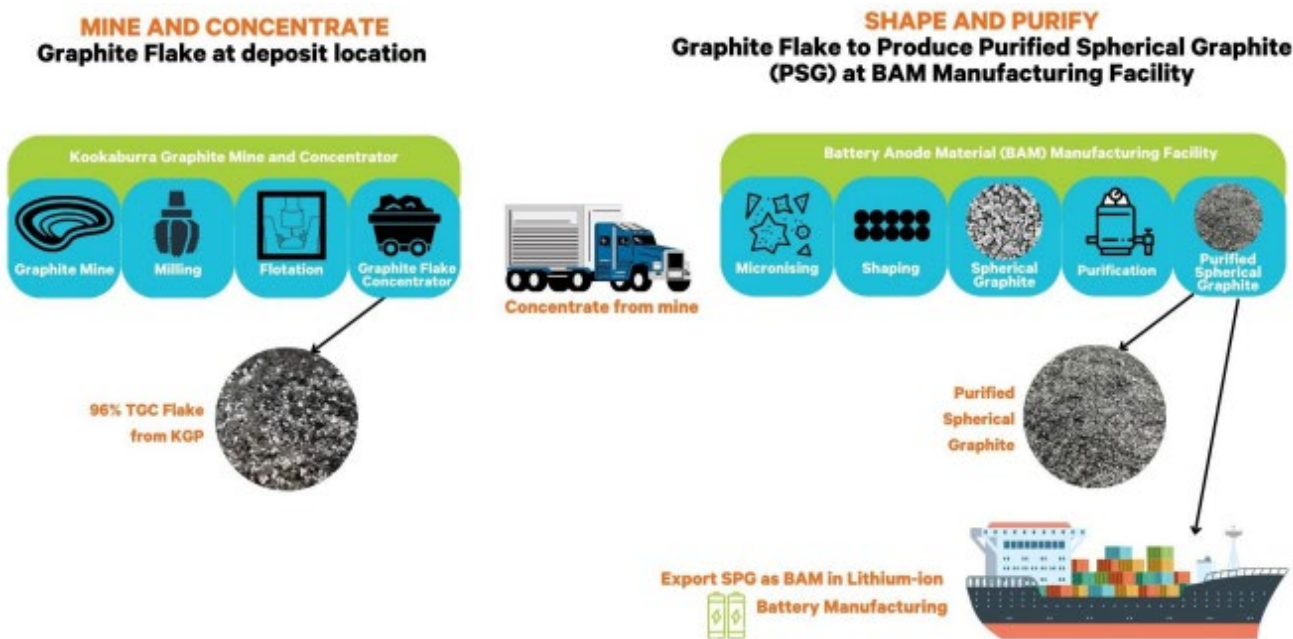 MINE AND CONCENTRATE
Graphite Flake at deposit location
SHAPE AND PURIFY
Graphite Flake to Produce Purified Spherical Graphite
(PSG) at BAM Manufacturing Facility
Kookaburra Graphite Mine and Concentrator
Graphite Mine
Milling
Flotation
Graphite Flake
Concentrator
Concentrate from mine
Battery Anode Material (BAM) Manufacturing Facility
Micronising
Shaping
Spherical
Graphite
Purification
Purified
Spherical
Graphite
96% TGC Flake
from KGP
Purified
Spherical
Graphite
Export SPG as BAM in Lithium-ion
Battery Manufacturing